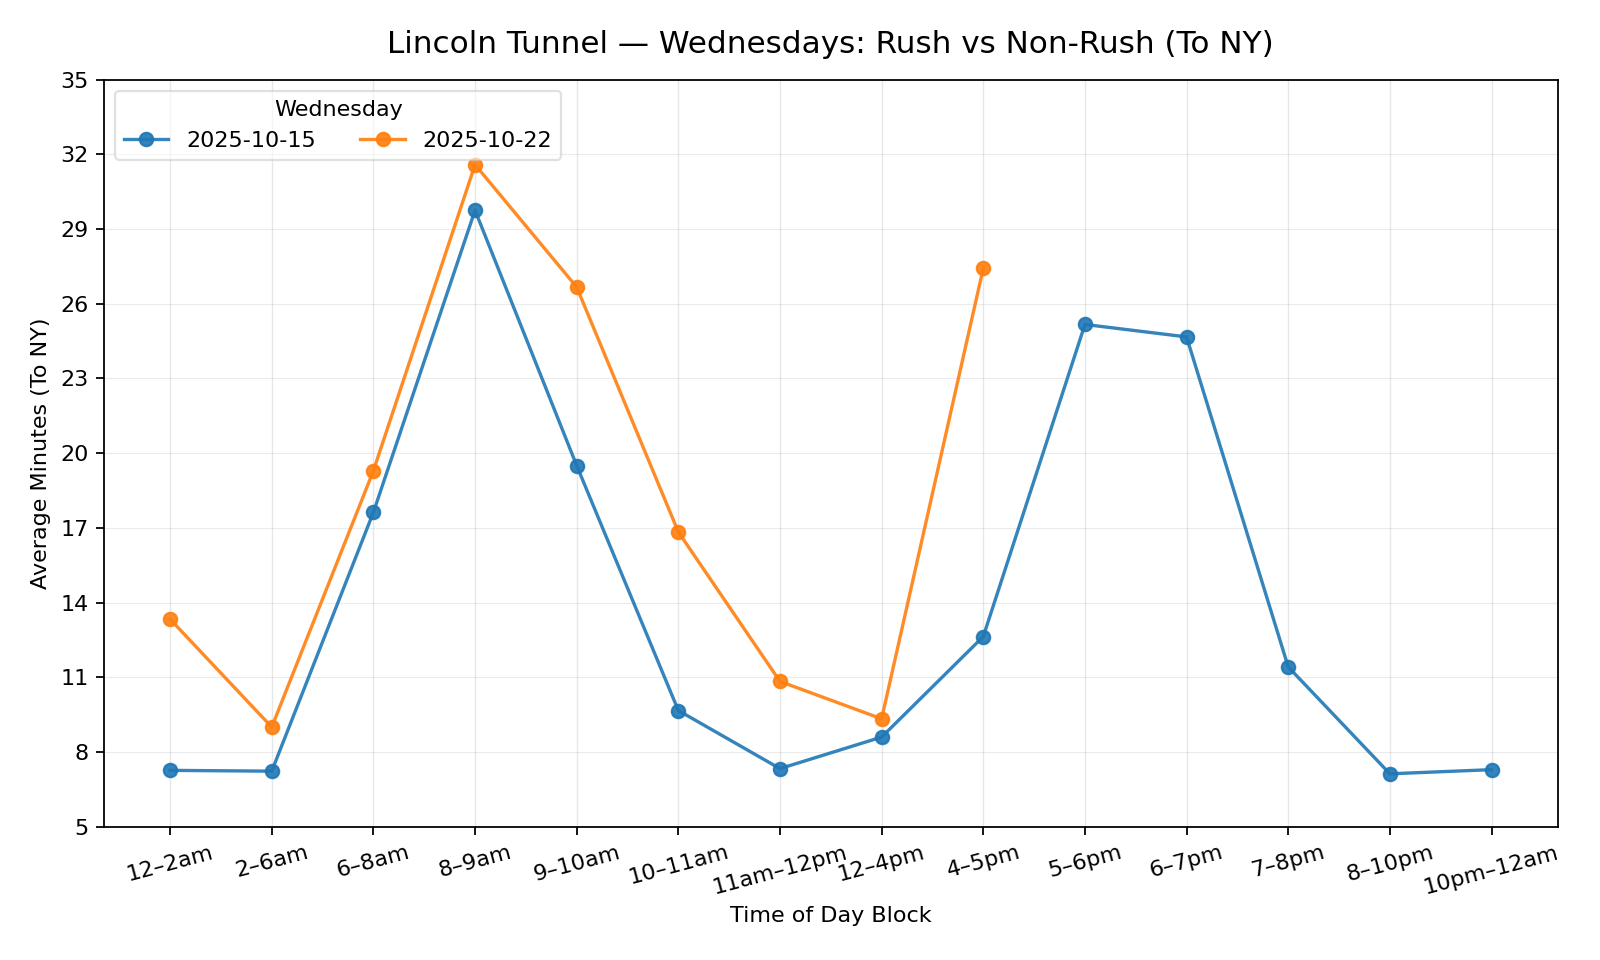 Lincoln Tunnel — Wednesdays: Rush vs Non-Rush (To NY)
Wednesday
2025-10-15 2025-10-22
Average Minutes (To NY)
35
32
29
26
23
20
17
14
11
8
5
12–2am 2–6am 6–8am 8–9am 9–10am 10–11am 11am–12pm 12–4pm 4–5pm 5–6pm 6–7pm 7–8pm 8–10pm 10pm–12am
Time of Day Block